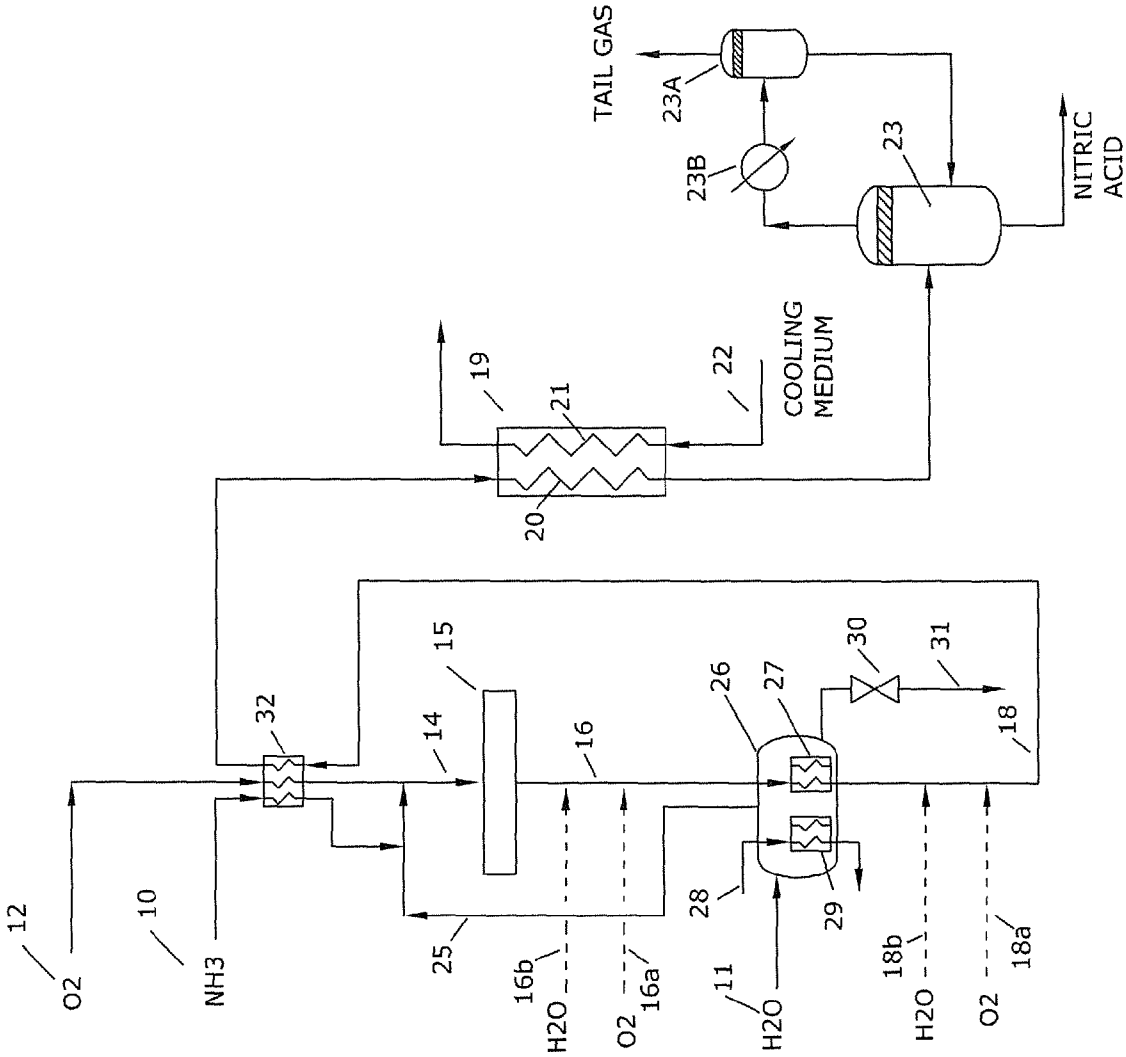 12
O2
10
NH3
32
14
15
25
19
16b
20
H2O
21
16
TAIL GAS
O2
16a
23A
23B
28
26
22
11
H2O
27
COOLING
MEDIUM
29
30
18b
23
H2O
31
O2
18
18a
NITRIC
ACID